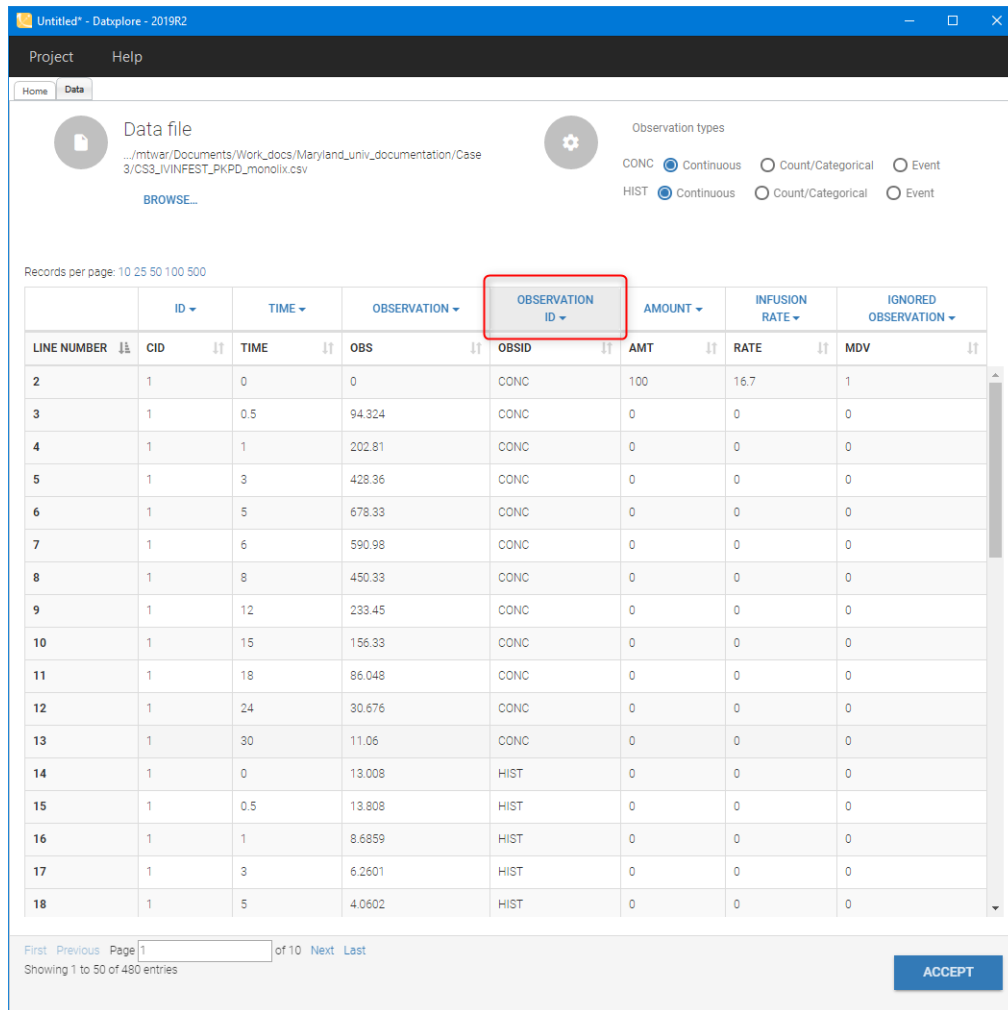 Untitled* - Datxplore - 2019R2
Project Help
Home Data
Data file
.../mtwar/Documents/Work_docs/Maryland_univ_documentation/Case
3/CS3_IVINFEST_PKPD_monolix.csv
BROWSE...
Observation types
CONC Continuous Count/Categorical Event
HIST Continuous Count/Categorical Event
Records per page: 10 25 50 100 500
ID TIME OBSERVATION OBSERVATION ID AMOUNT INFUSION RATE IGNORED OBSERVATION
LINE NUMBER CID TIME OBS OBSID AMT RATE MDV
2 1 0 0 CONC 100 16.7 1
3 1 0.5 94.324 CONC 0 0 0
4 1 1 202.81 CONC 0 0 0
5 1 3 428.36 CONC 0 0 0
6 1 5 678.33 CONC 0 0 0
7 1 6 590.98 CONC 0 0 0
8 1 8 450.33 CONC 0 0 0
9 1 12 233.45 CONC 0 0 0
10 1 15 156.33 CONC 0 0 0
11 1 18 86.048 CONC 0 0 0
12 1 24 30.676 CONC 0 0 0
13 1 30 11.06 CONC 0 0 0
14 1 0 13.008 HIST 0 0 0
15 1 0.5 13.808 HIST 0 0 0
16 1 1 8.6859 HIST 0 0 0
17 1 3 6.2601 HIST 0 0 0
18 1 5 4.0602 HIST 0 0 0
First Previous Page 1 of 10 Next Last
Showing 1 to 50 of 480 entries
ACCEPT